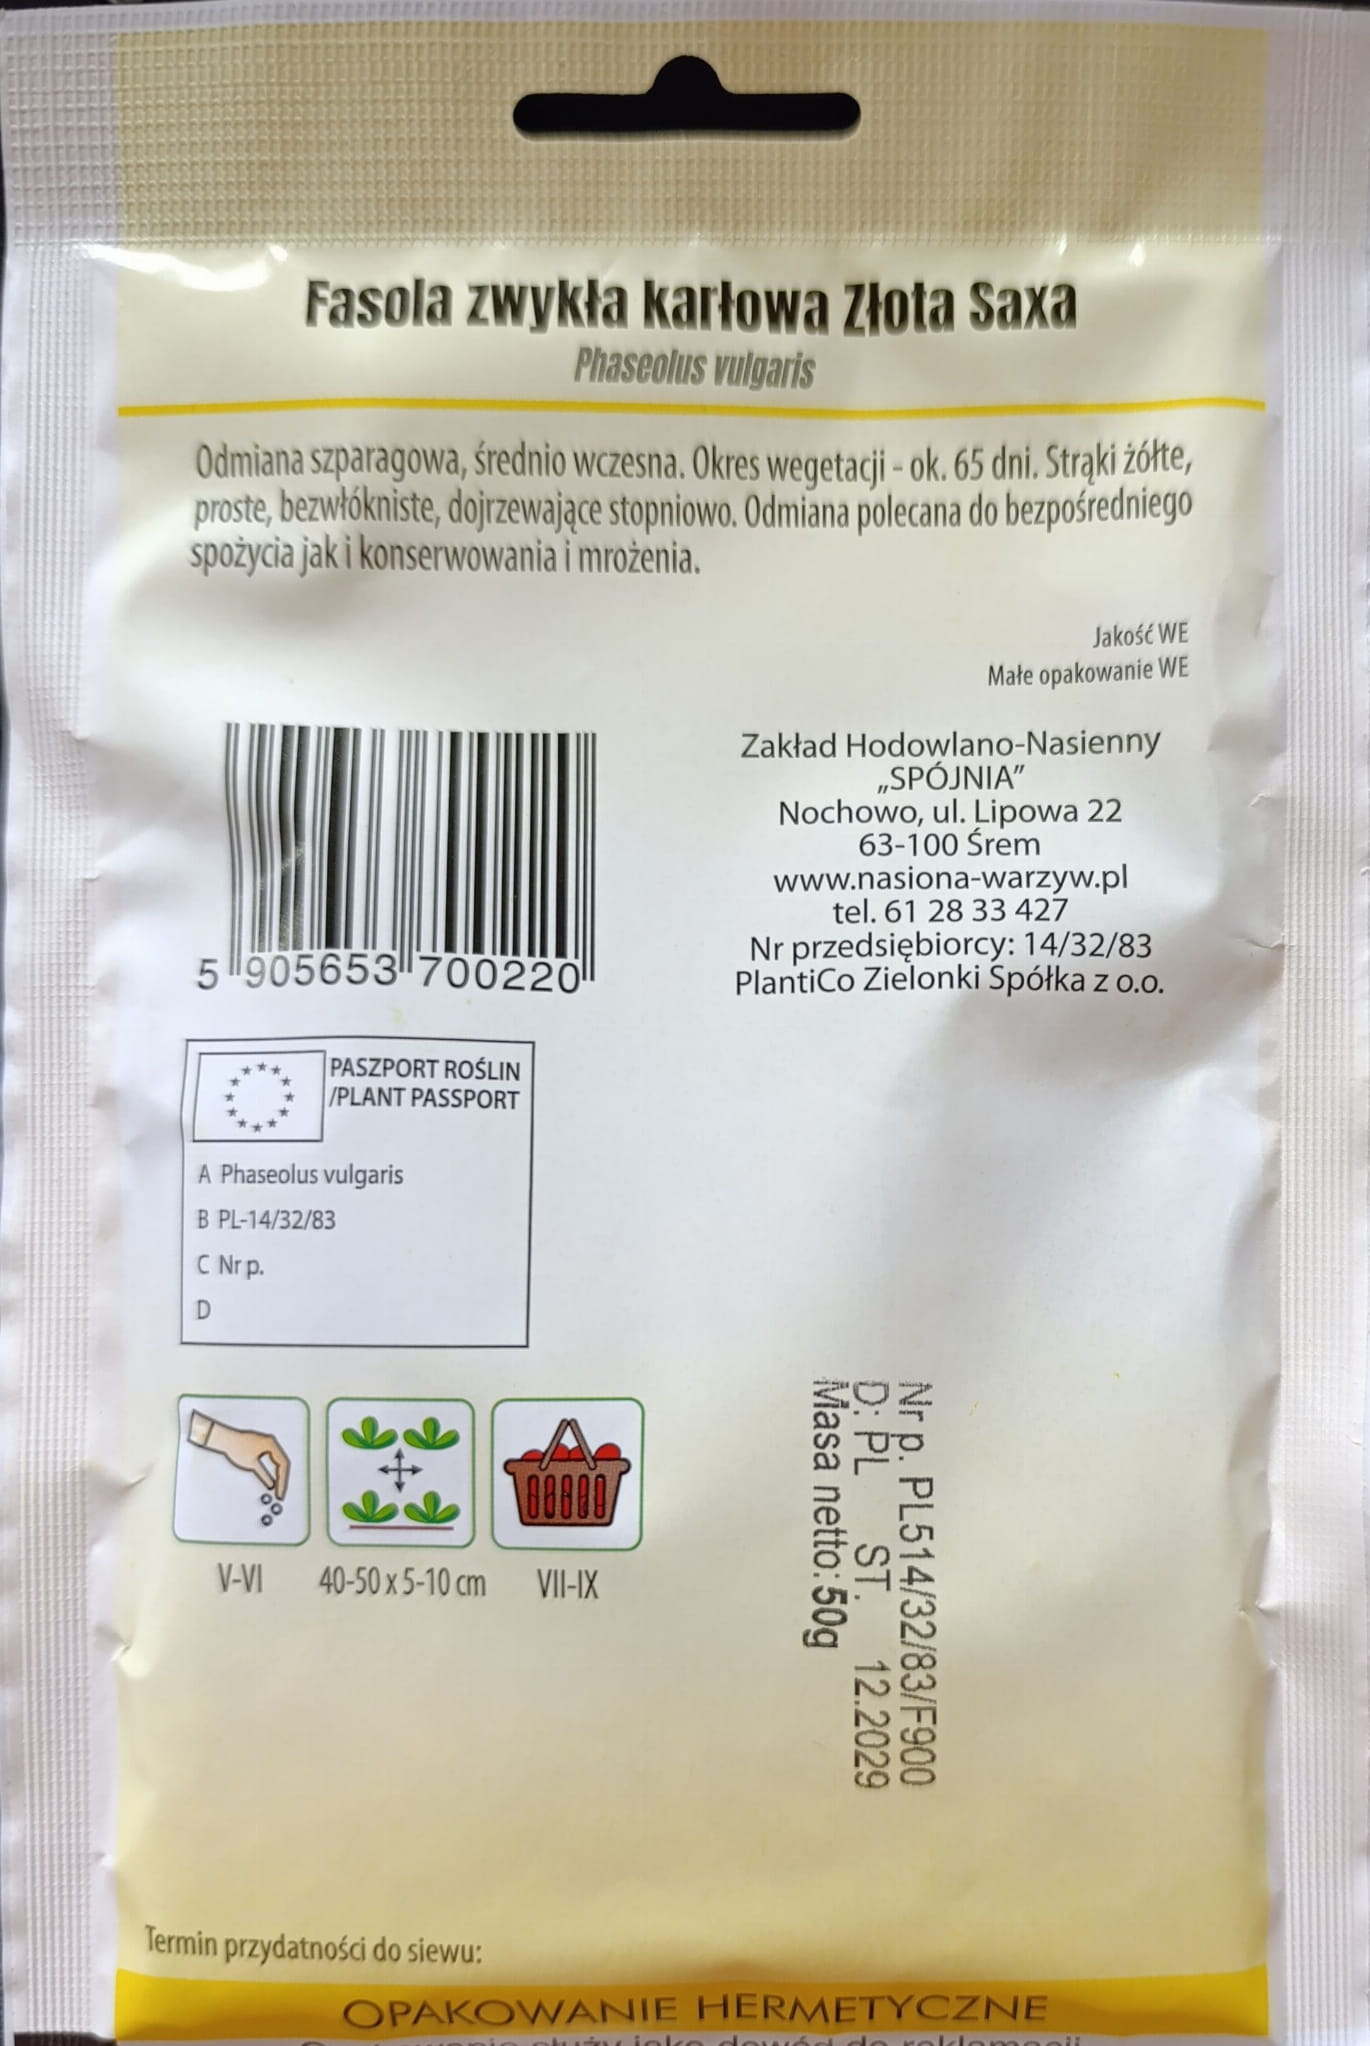 Fasola zwykła karłowa Złota Saxa
Phaseolus vulgaris
Odmiana szparagowa, średnio wczesna. Okres wegetacji - ok. 65 dni. Strąki żółte,
proste, bezwłókniste, dojrzewające stopniowo. Odmiana polecana do bezpośredniego
spożycia jak i konserwowania i mrożenia.
Jakość WE
Małe opakowanie WE
Zakład Hodowlano-Nasienny
„SPÓJNIA”
Nochowo, ul. Lipowa 22
63-100 Śrem
www.nasiona-warzyw.pl
tel. 61 28 33 427
Nr przedsiębiorcy: 14/32/83
PlantiCo Zielonki Spółka z o.o.
5 905653 700220
PASZPORT ROŚLIN
/PLANT PASSPORT
A Phaseolus vulgaris
B PL-14/32/83
C Nr p.
D
V-VI
40-50 x 5-10 cm
VII-IX
Nr p. PL514/32/83/F900
D: PL ST. 12.2029
Masa netto: 50g
Termin przydatności do siewu:
OPAKOWANIE HERMETYCZNE
służy jako dowód do reklamacji